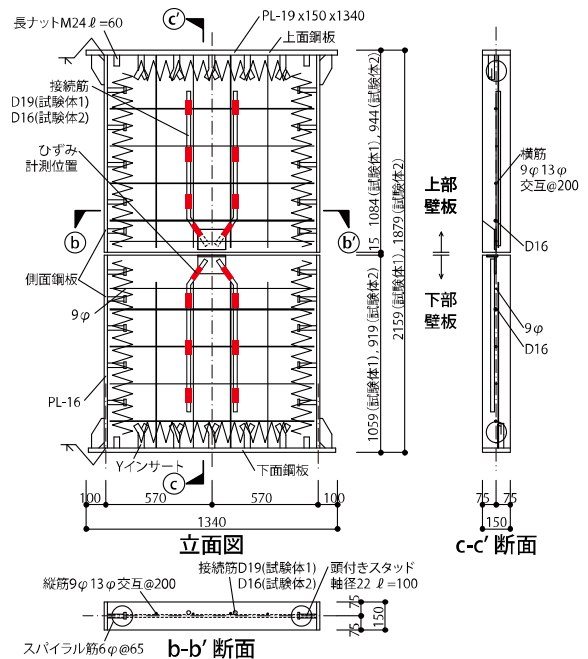 c'
長ナットM24ℓ=60
PL-19 x150 x1340
上面鋼板
接続筋
D19(試験体1)
D16(試験体2)
ひずみ
計測位置
b
b'
側面鋼板
9φ
PL-16
Yインサート
c
下面鋼板
100
570
570
100
1340
立面図
15
1084(試験体1), 944(試験体2)
1059(試験体1), 919(試験体2)
2159(試験体1), 1879(試験体2)
上部
壁板
下部
壁板
横筋
9φ13φ
交互@200
D16
9φ
D16
75
75
150
c-c' 断面
縦筋9φ13φ交互@200
接続筋D19(試験体1)
D16(試験体2)
頭付きスタッド
軸径22 ℓ=100
75
75
150
スパイラル筋6φ@65
b-b' 断面